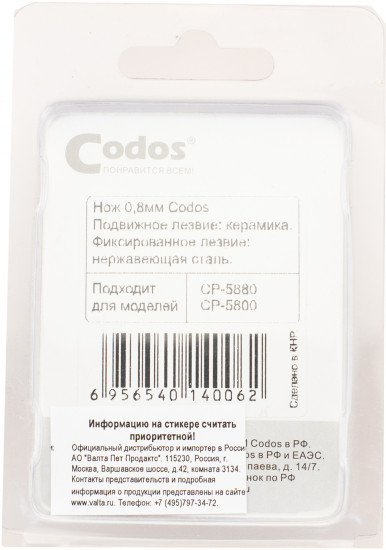 Codos®
ПОНРАВИТСЯ ВСЕМ!
Нож 0,8мм Codos
Подвижное лезвие: керамика.
Фиксированное лезвие:
нержавеющая сталь.
Подходит CP-5880
для моделей CP-5800
Сделано в КНР
6 956540 140062
Информацию на стикере считать
приоритетной!
Официальный дистрибьютор и импортер в Росси
АО "Валта Пет Продактс". 115230, Россия, г.
Москва, Варшавское шоссе, д.42, комната 3134.
Контакты представительств и подробная
информация о продукции представлены на сайте
www.valta.ru Телефон: +7 (495)797-34-72.
Codos в РФ.
в РФ и ЕАЭС.
паева, д. 14/7.
нок по РФ